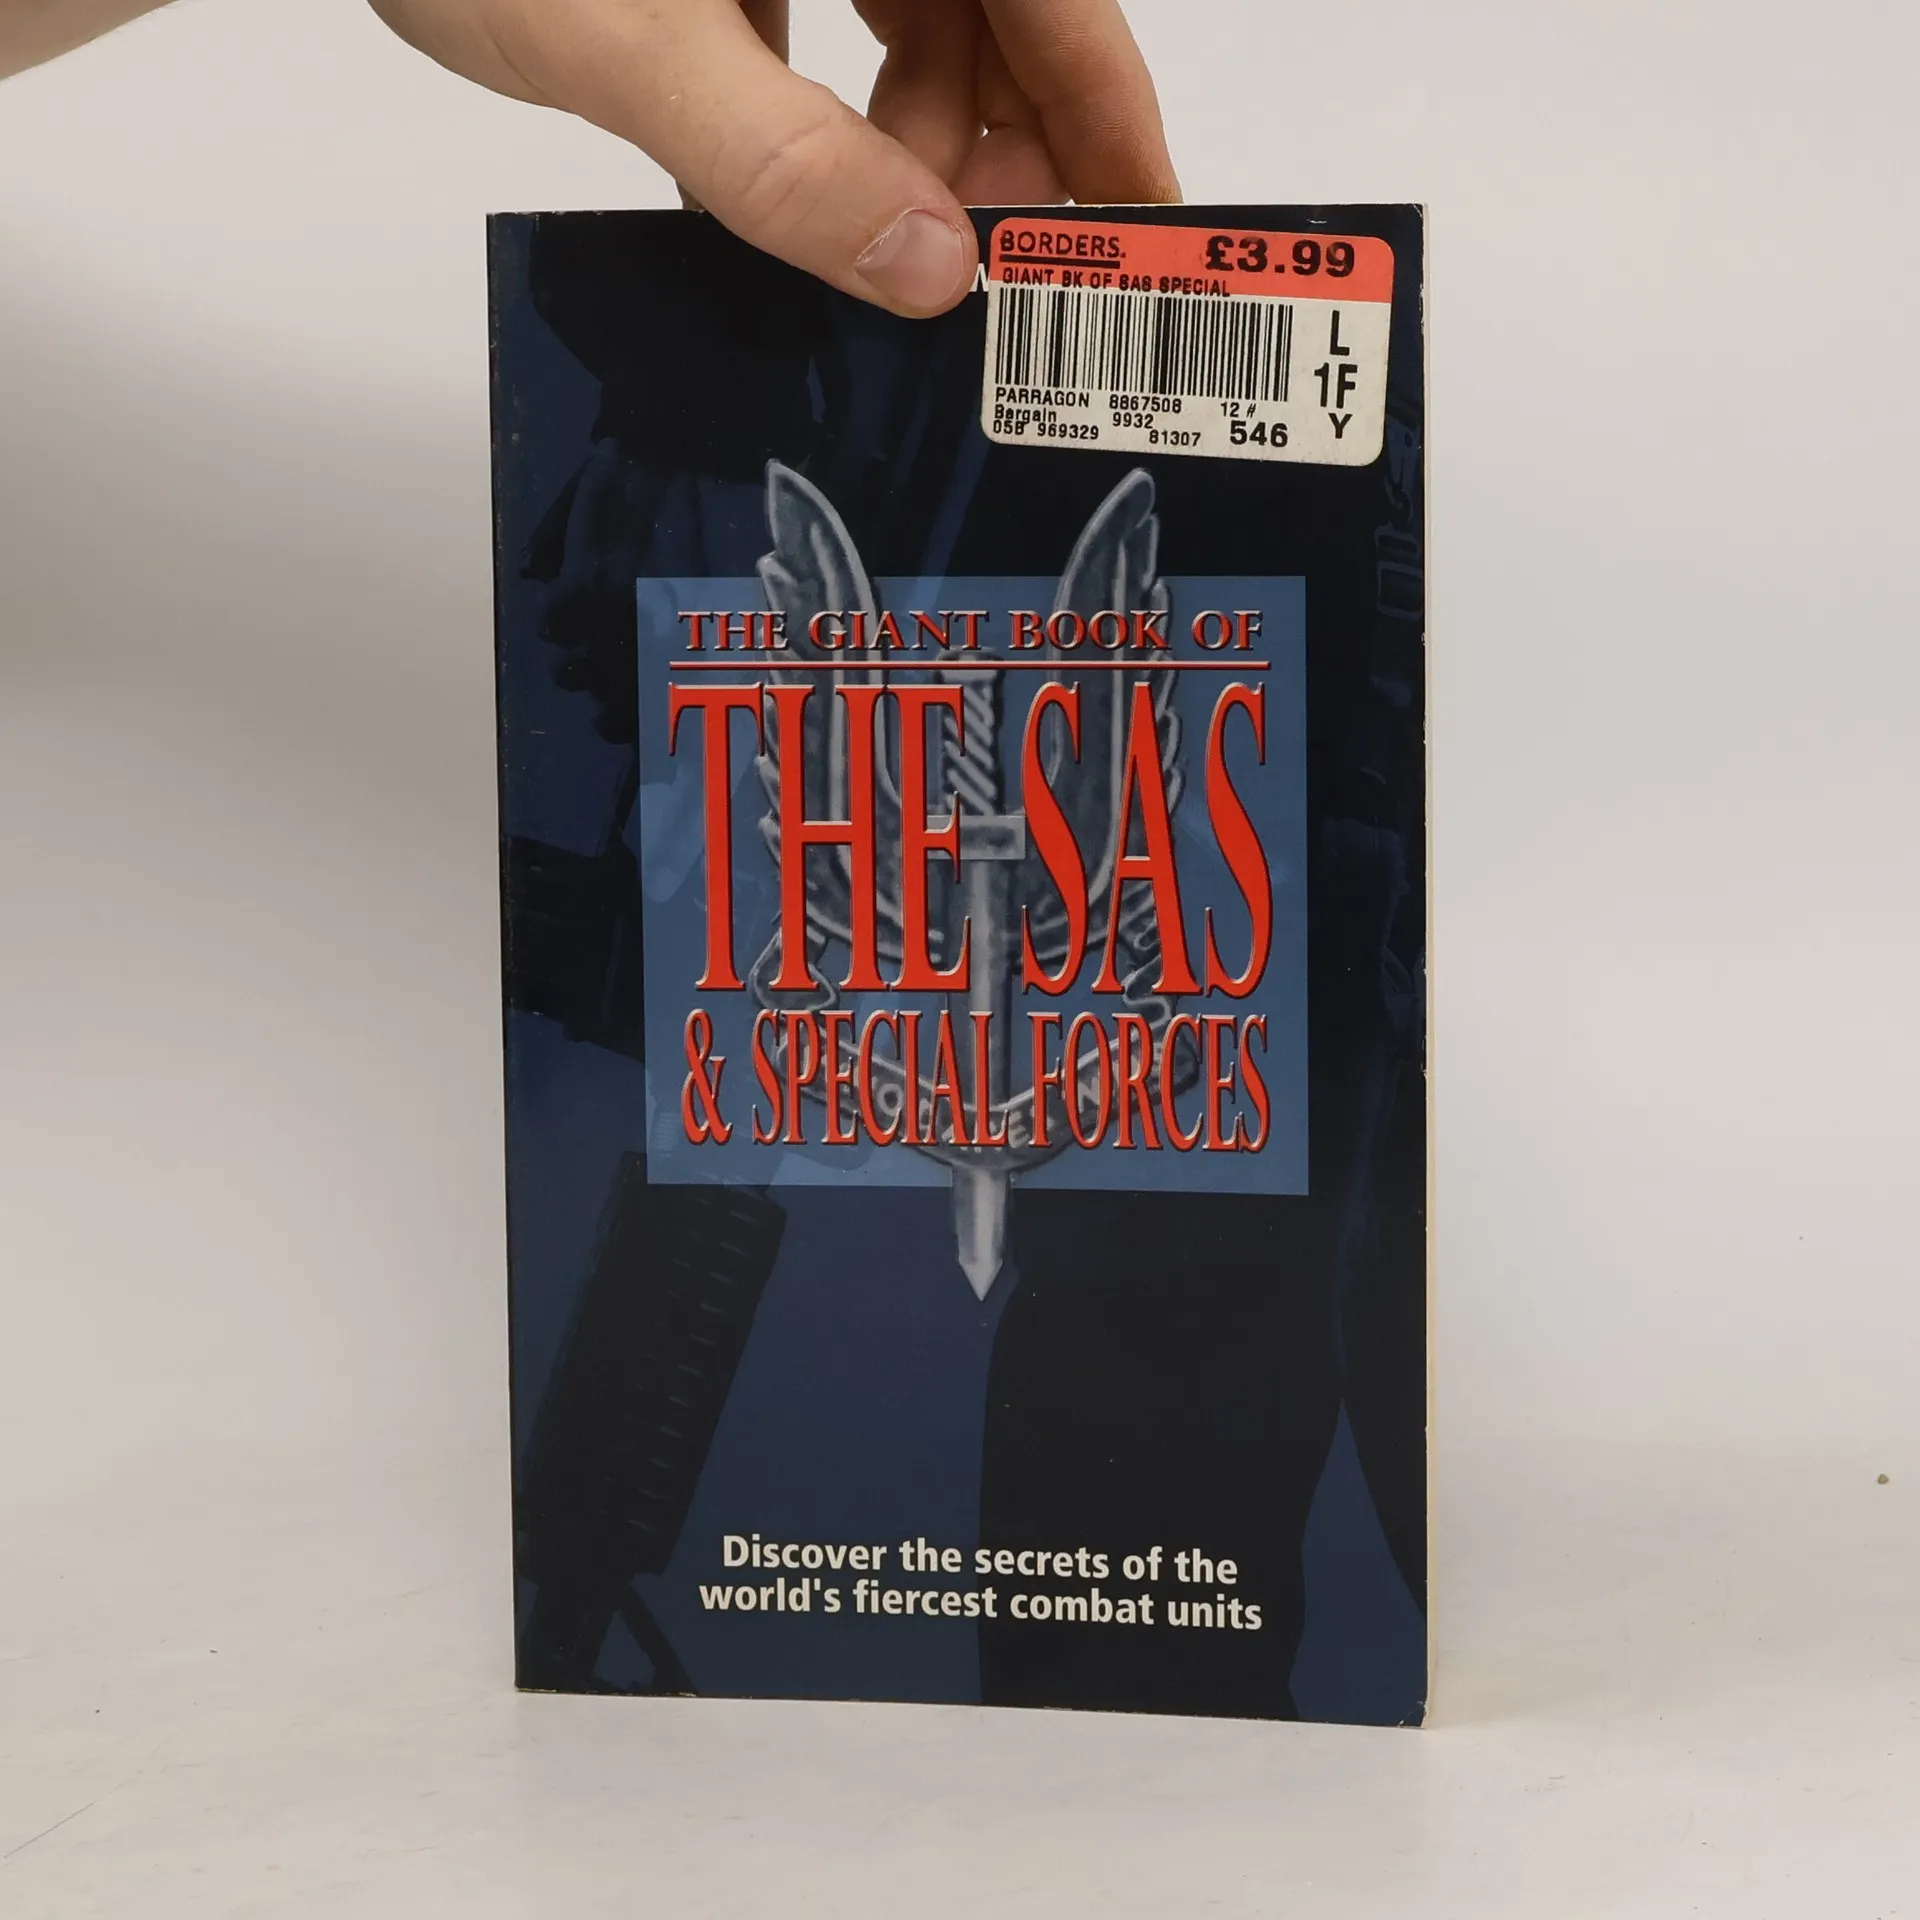 BORDERS. £3.99
GIANT BK OF SAS SPECIAL
L
1F
Y
PARRAGON 8867508 12 #
Bargain 9932
05B 969329 81307 546
THE GIANT BOOK OF
THE SAS
& SPECIAL FORCES
Discover the secrets of the
world's fiercest combat units